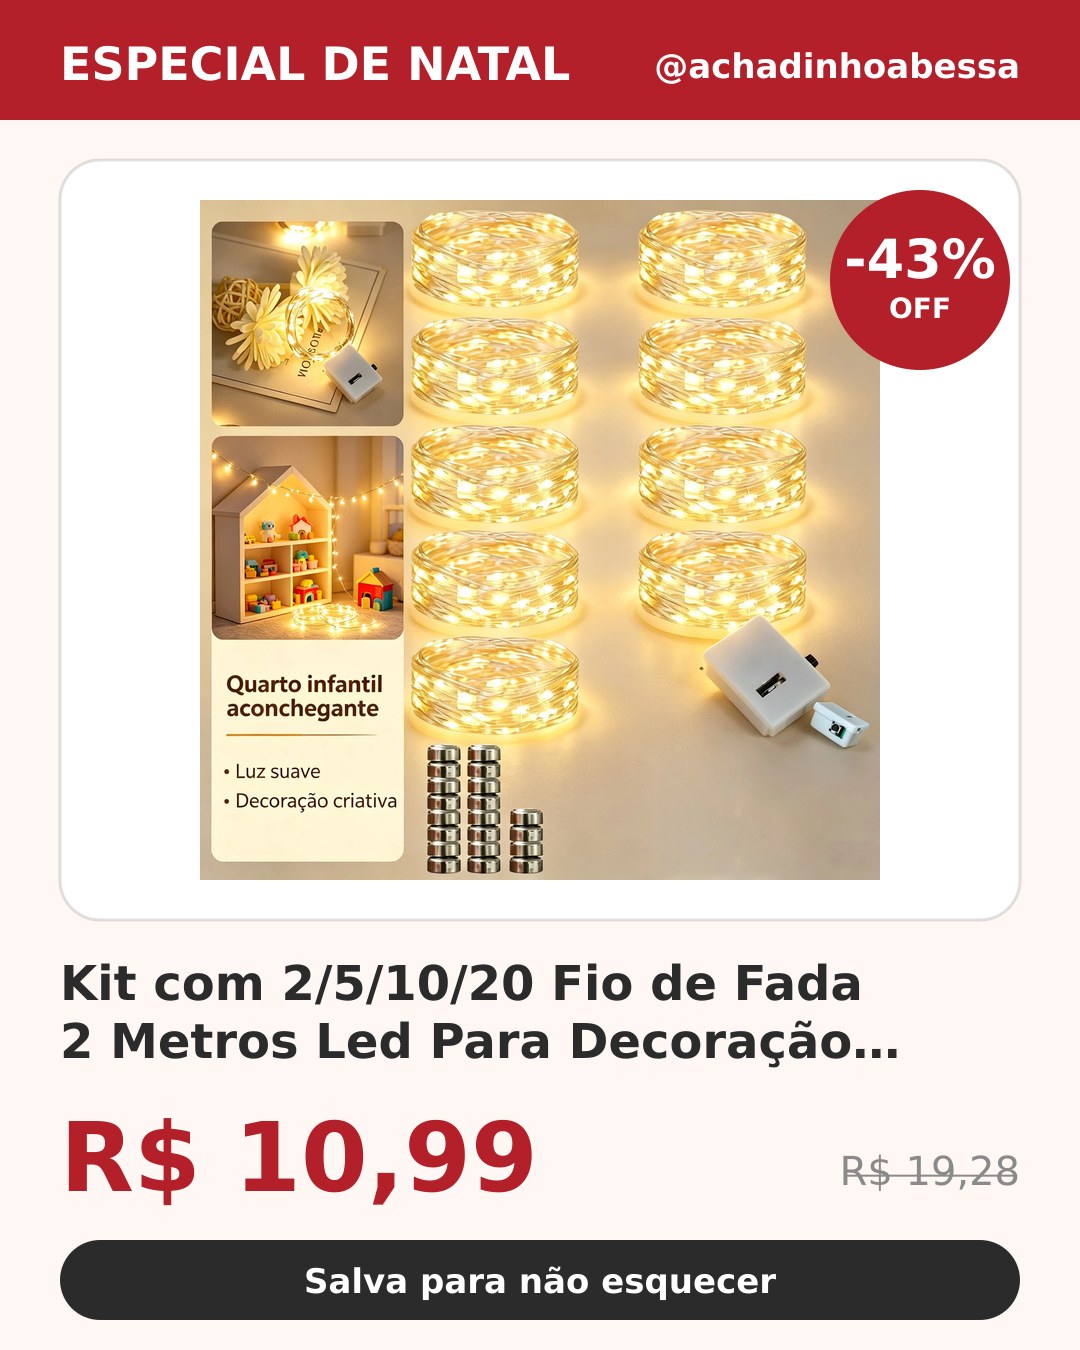 ESPECIAL DE NATAL
@achadinhoabessa
-43%
OFF
Quarto infantil
aconchegante
• Luz suave
• Decoração criativa
Kit com 2/5/10/20 Fio de Fada
2 Metros Led Para Decoração...
R$ 10,99
R$ 19,28
Salva para não esquecer